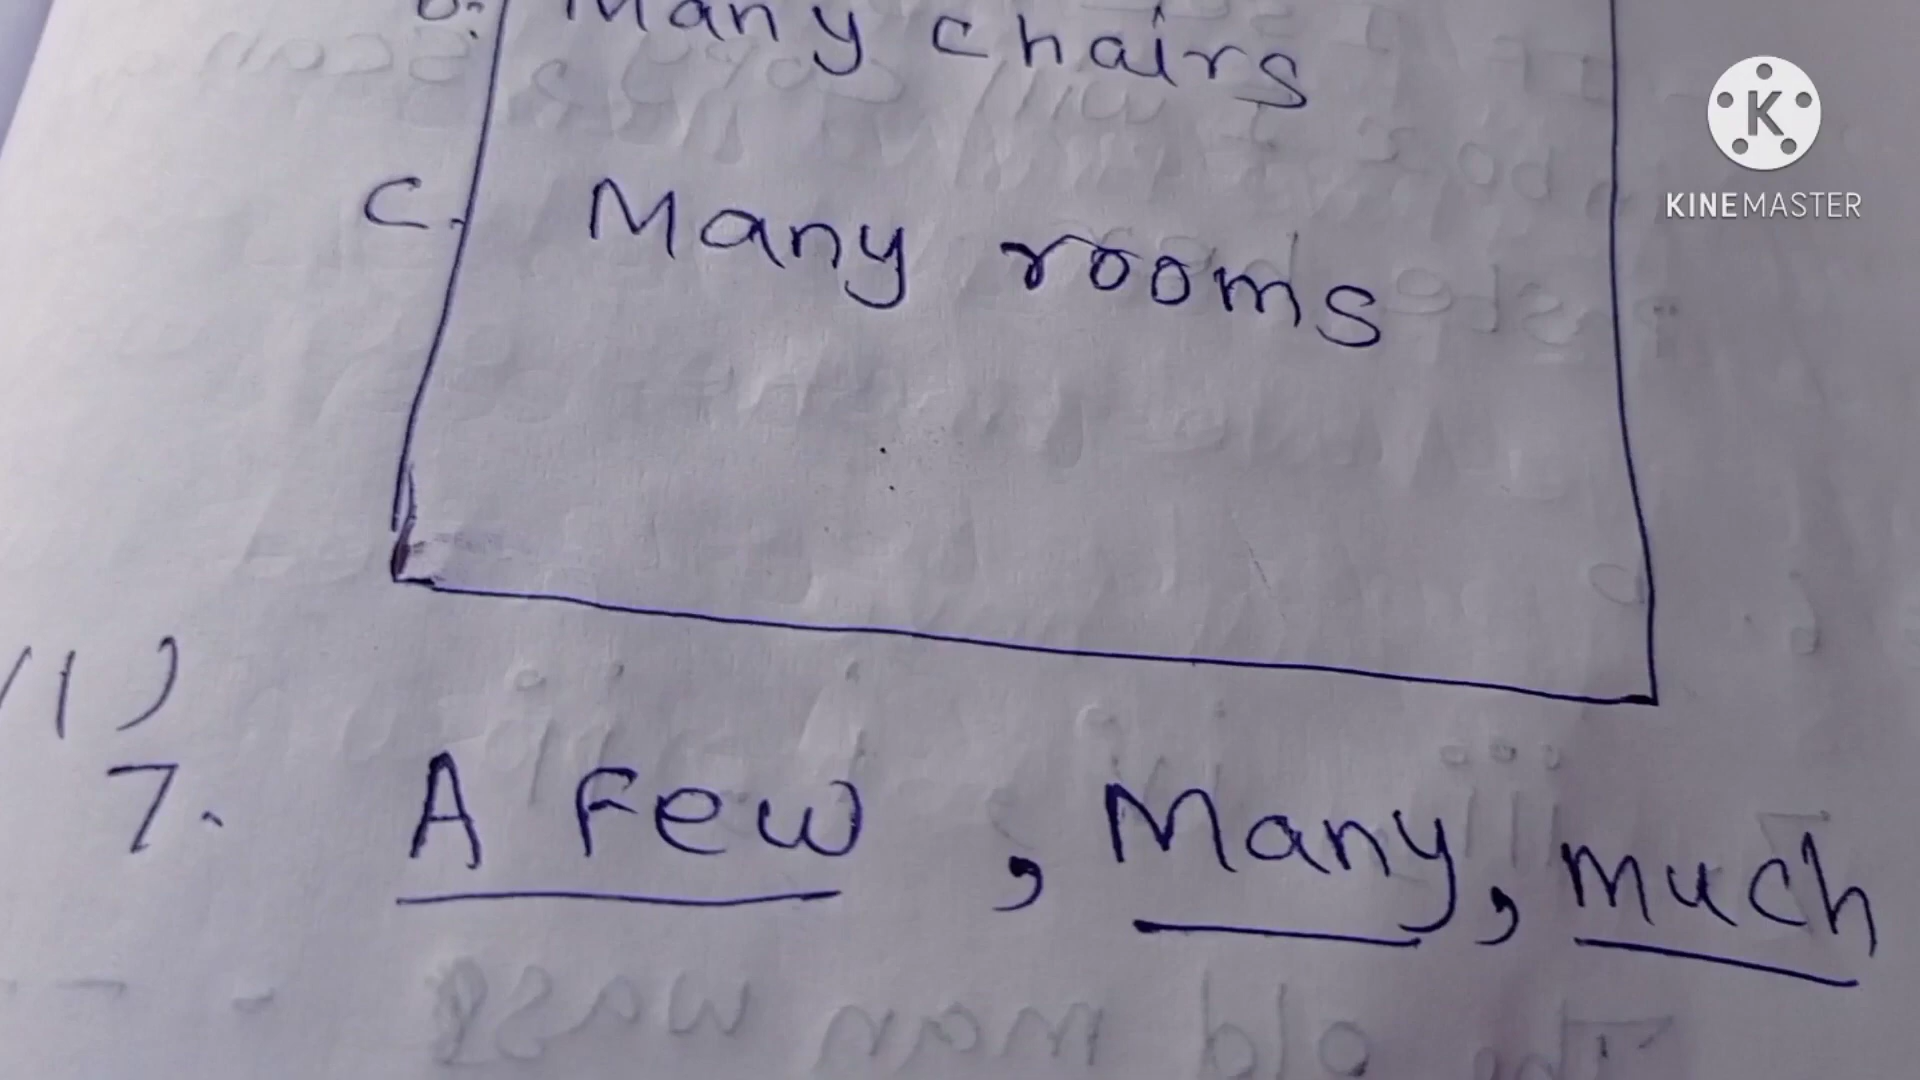 b. Many chairs
c. Many rooms
(1)
7. A Few, Many, much
KINEMASTER